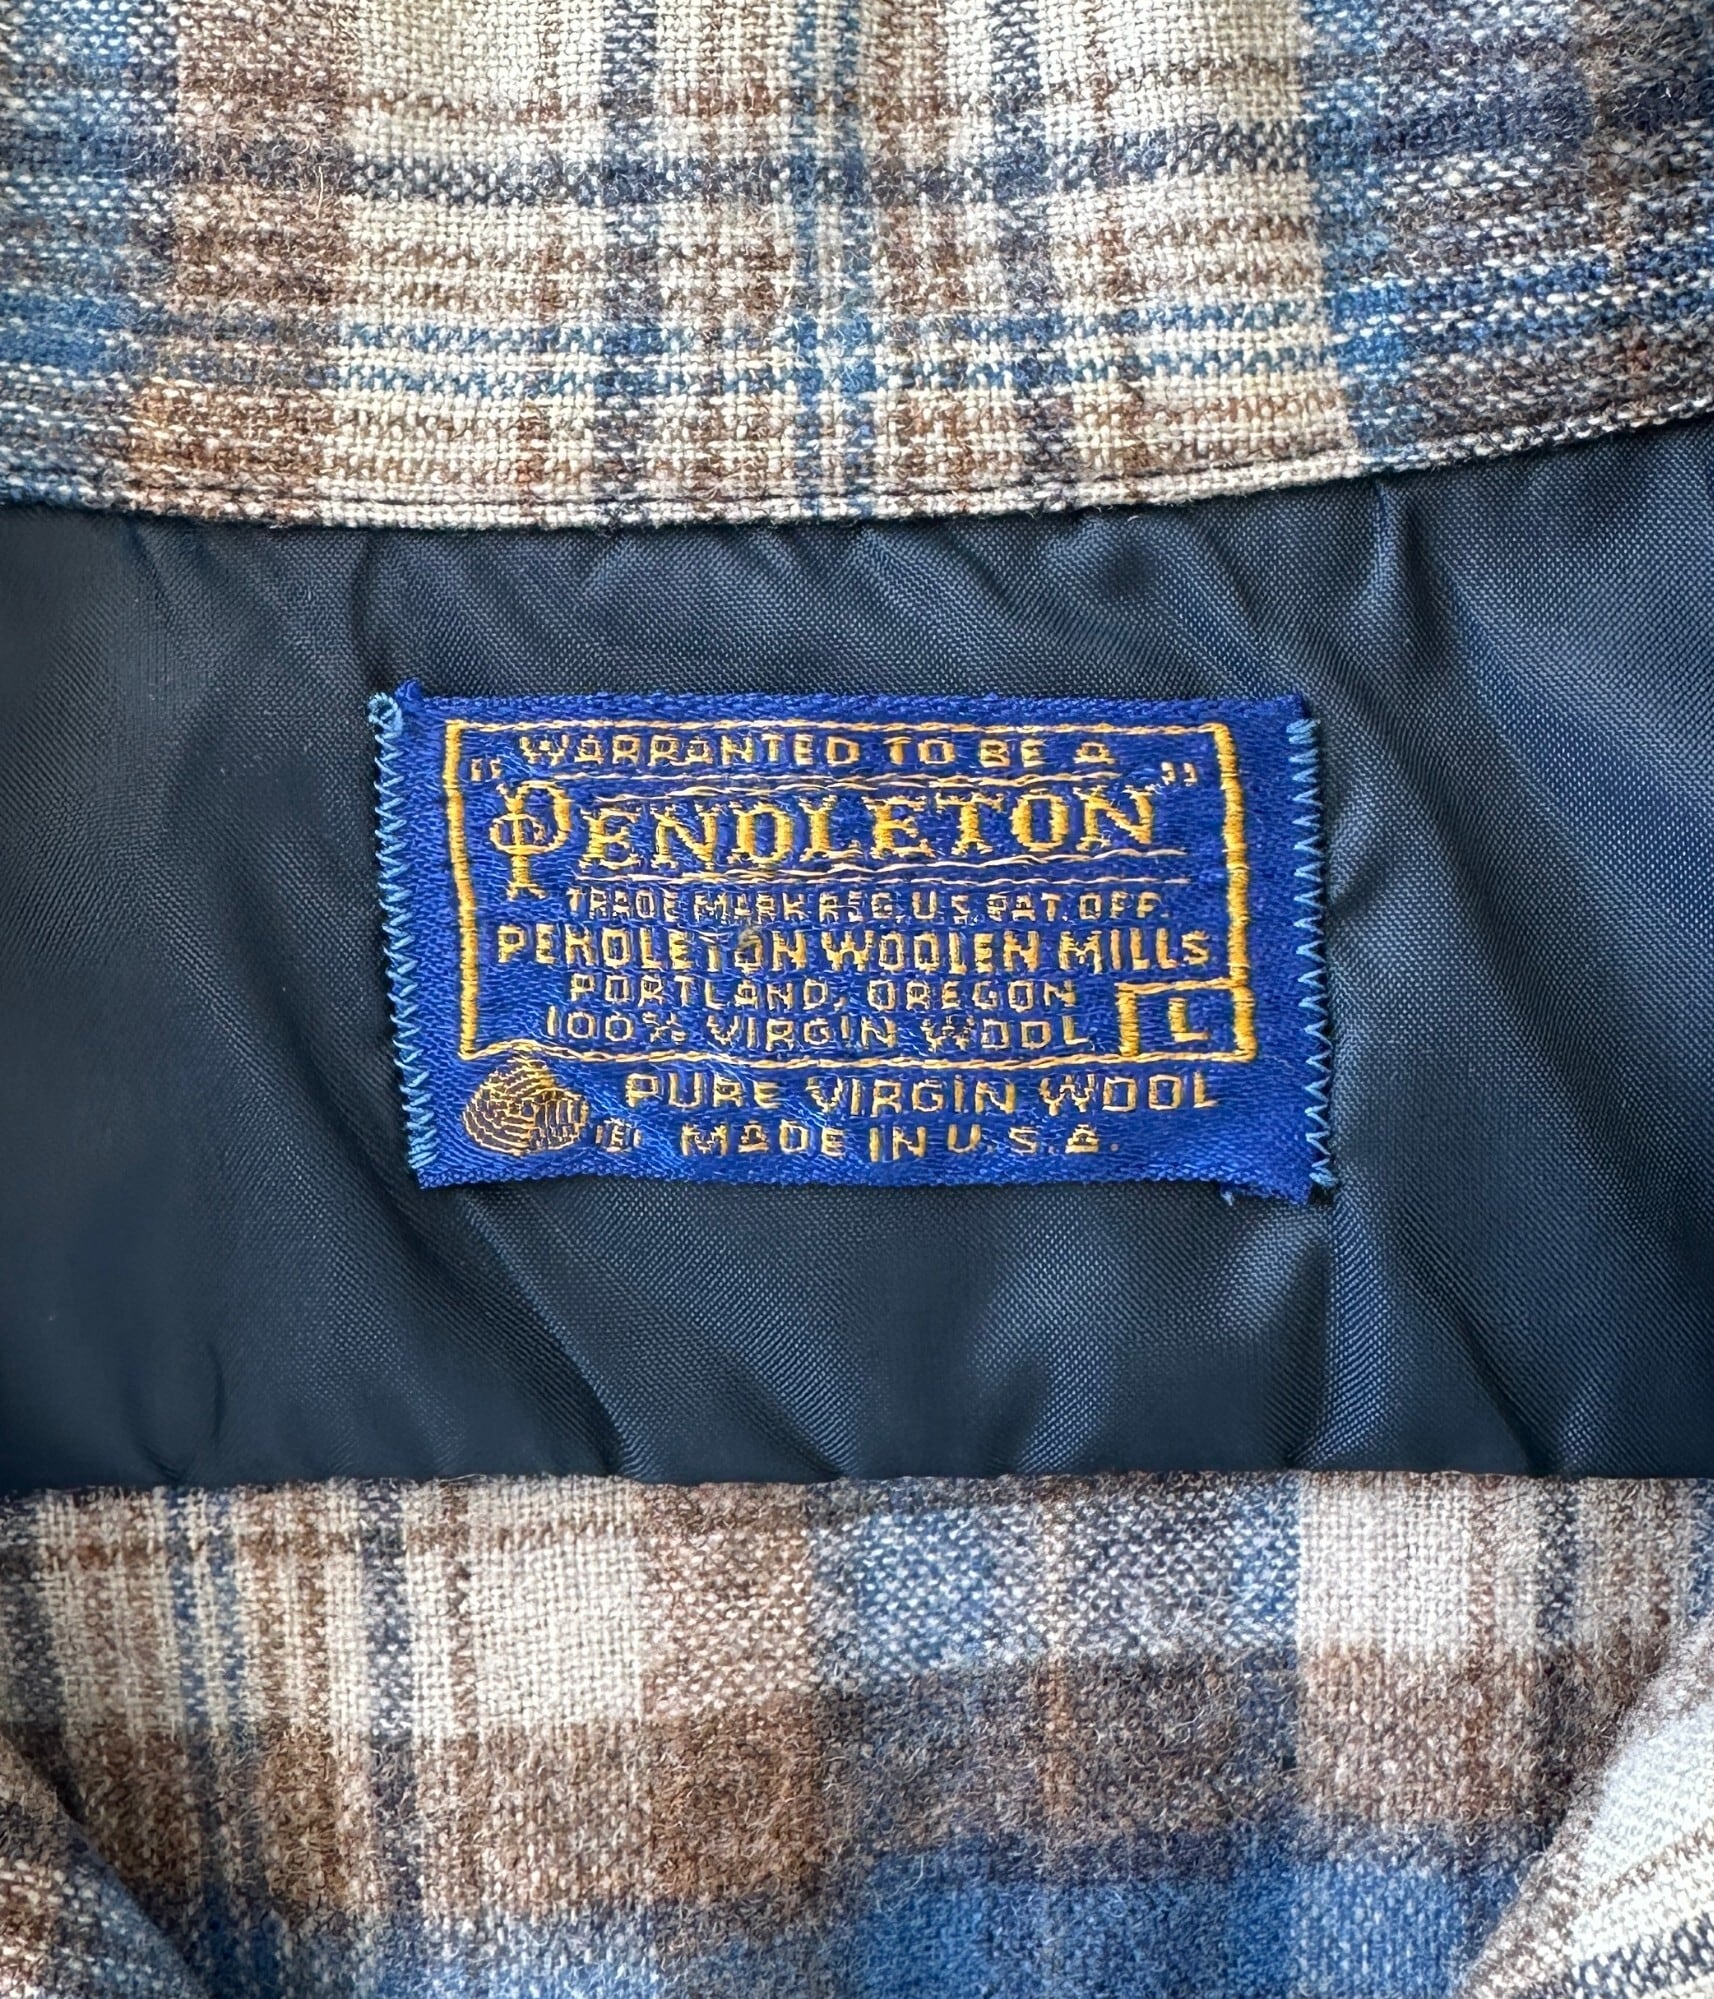 "WARRANTED TO BE A
PENDLETON"
TRADE MARK REG. U.S. PAT. OFF.
PENDLETON WOOLEN MILLS
PORTLAND, OREGON
100% VIRGIN WOOL L
PURE VIRGIN WOOL
MADE IN U.S.A.